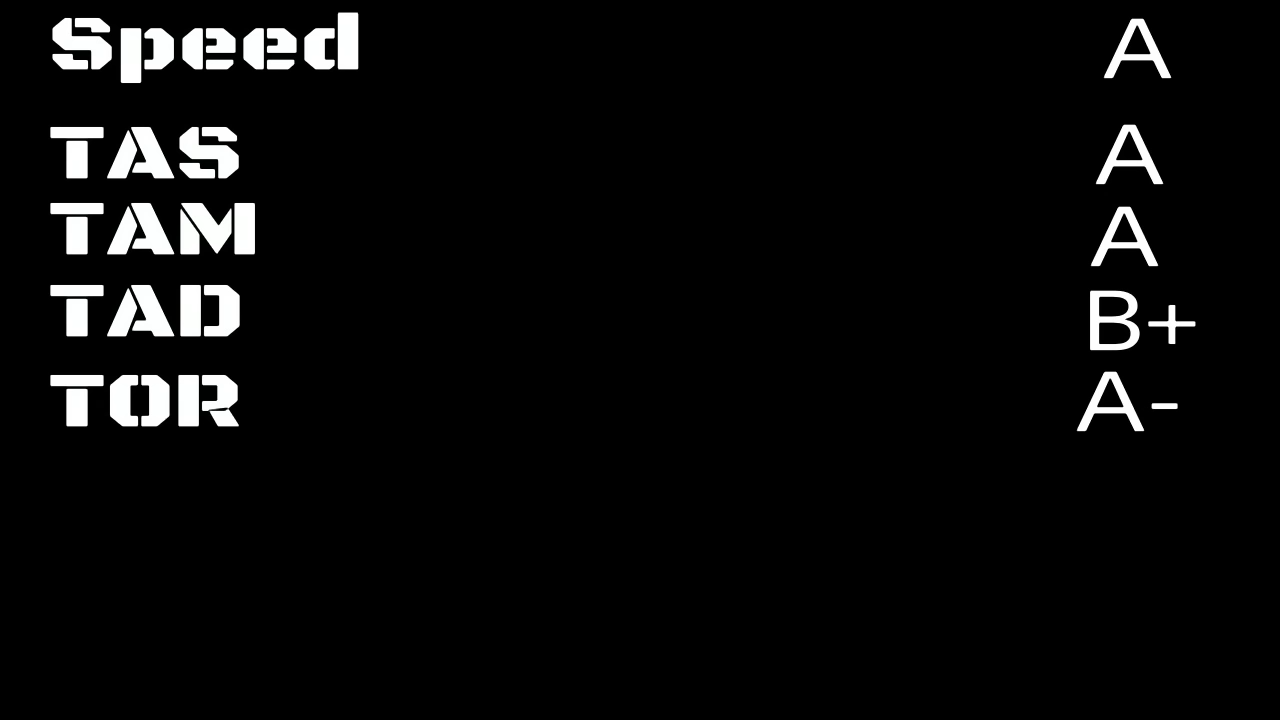 Speed A
TAS A
TAM A
TAD B+
TOR A-